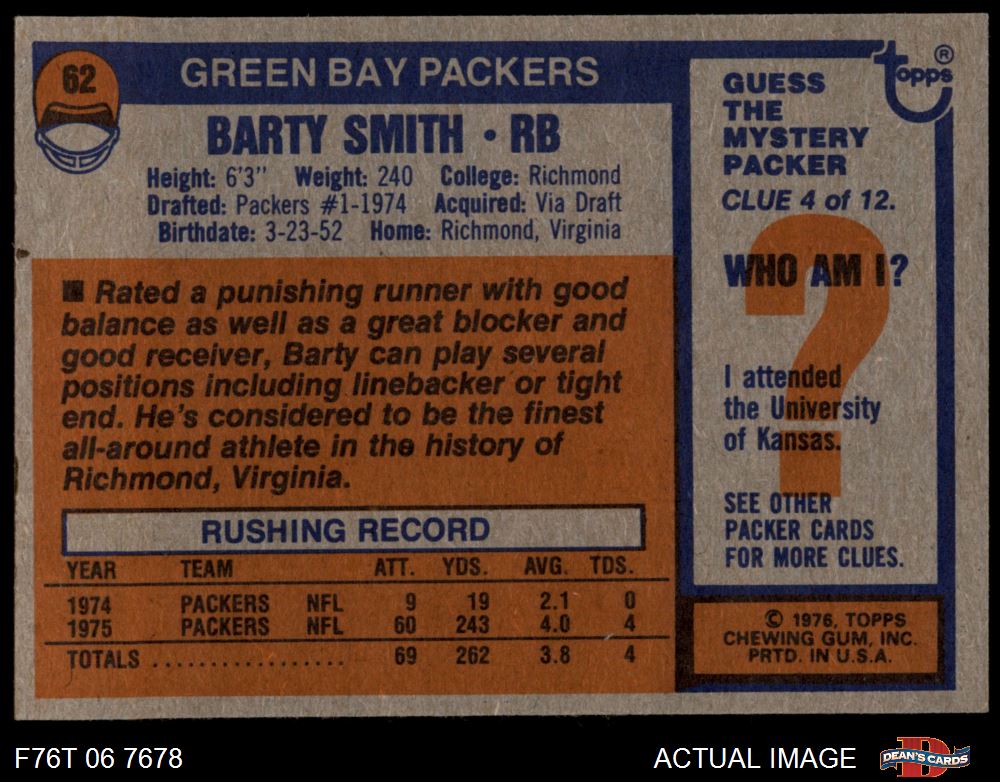 62
GREEN BAY PACKERS
BARTY SMITH • RB
Height: 6'3" Weight: 240 College: Richmond
Drafted: Packers #1-1974 Acquired: Via Draft
Birthdate: 3-23-52 Home: Richmond, Virginia
■ Rated a punishing runner with good
balance as well as a great blocker and
good receiver, Barty can play several
positions including linebacker or tight
end. He's considered to be the finest
all-around athlete in the history of
Richmond, Virginia.
RUSHING RECORD
YEAR TEAM ATT. YDS. AVG. TDS.
1974 PACKERS NFL 9 19 2.1 0
1975 PACKERS NFL 60 243 4.0 4
TOTALS .................. 69 262 3.8 4
topps ®
GUESS
THE
MYSTERY
PACKER
CLUE 4 of 12.
WHO AM I?
?
I attended
the University
of Kansas.
SEE OTHER
PACKER CARDS
FOR MORE CLUES.
© 1976, TOPPS
CHEWING GUM, INC.
PRTD. IN U.S.A.
F76T 06 7678
ACTUAL IMAGE
D
DEAN'S CARDS